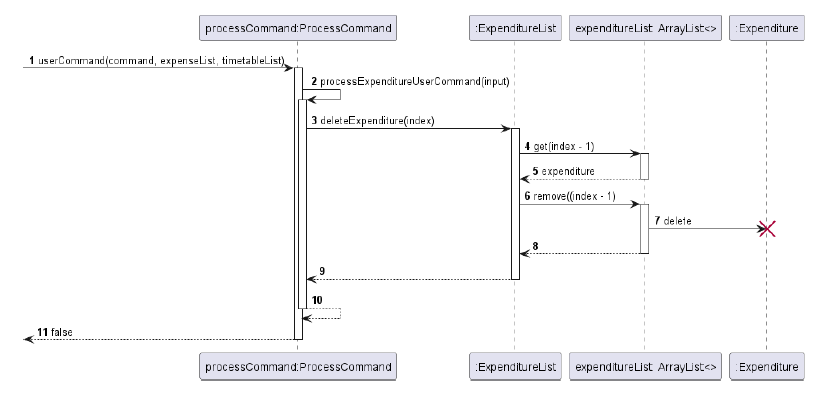 processCommand:ProcessCommand
:ExpenditureList
expenditureList: ArrayList<>
:Expenditure
1 userCommand(command, expenseList, timetableList)
2 processExpenditureUserCommand(input)
3 deleteExpenditure(index)
4 get(index - 1)
5 expenditure
6 remove((index - 1)
7 delete
8
9
10
11 false
processCommand:ProcessCommand
:ExpenditureList
expenditureList: ArrayList<>
:Expenditure